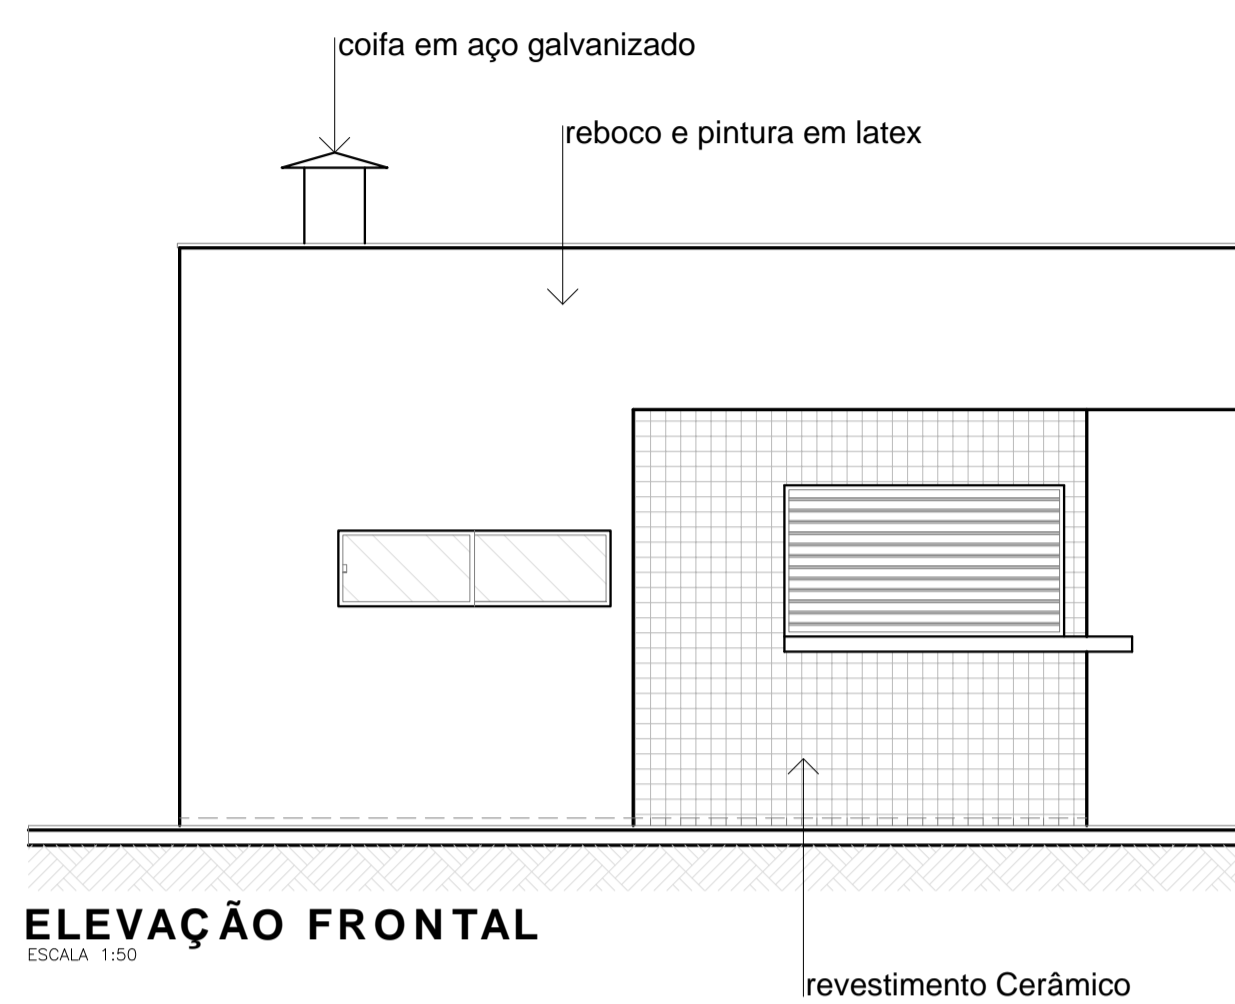 coifa em aço galvanizado
reboco e pintura em latex
ELEVAÇÃO FRONTAL
ESCALA 1:50
revestimento Cerâmico